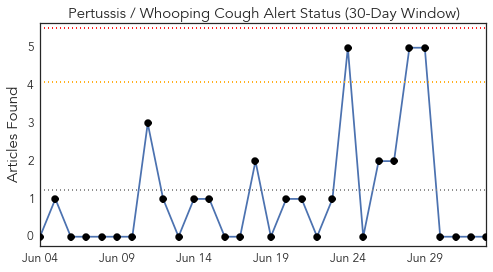 Pertussis / Whooping Cough Alert Status (30-Day Window)
Articles Found
5
4
3
2
1
0
Jun 04 Jun 09 Jun 14 Jun 19 Jun 24 Jun 29